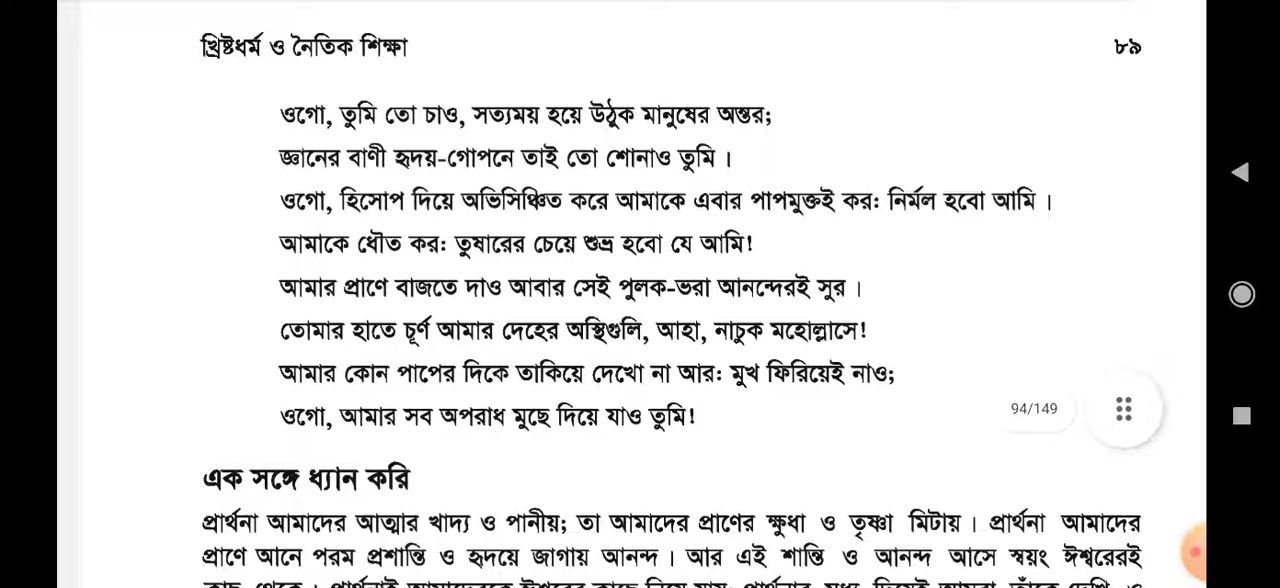 খ্রিষ্টধর্ম ও নৈতিক শিক্ষা ৮৯
ওগো, তুমি তো চাও, সত্যময় হয়ে উঠুক মানুষের অন্তর;
জ্ঞানের বাণী হৃদয়-গোপনে তাই তো শোনাও তুমি ।
ওগো, হিসোপ দিয়ে অভিসিঞ্চিত করে আমাকে এবার পাপমুক্তই কর: নির্মল হবো আমি ।
আমাকে ধৌত কর: তুষারের চেয়ে শুভ্র হবো যে আমি!
আমার প্রাণে বাজতে দাও আবার সেই পুলক-ভরা আনন্দেরই সুর ।
তোমার হাতে চূর্ণ আমার দেহের অস্থিগুলি, আহা, নাচুক মহোল্লাসে!
আমার কোন পাপের দিকে তাকিয়ে দেখো না আর: মুখ ফিরিয়েই নাও;
ওগো, আমার সব অপরাধ মুছে দিয়ে যাও তুমি!
94/149
এক সঙ্গে ধ্যান করি
প্রার্থনা আমাদের আত্মার খাদ্য ও পানীয়; তা আমাদের প্রাণের ক্ষুধা ও তৃষ্ণা মিটায় । প্রার্থনা আমাদের
প্রাণে আনে পরম প্রশান্তি ও হৃদয়ে জাগায় আনন্দ । আর এই শান্তি ও আনন্দ আসে স্বয়ং ঈশ্বরেরই